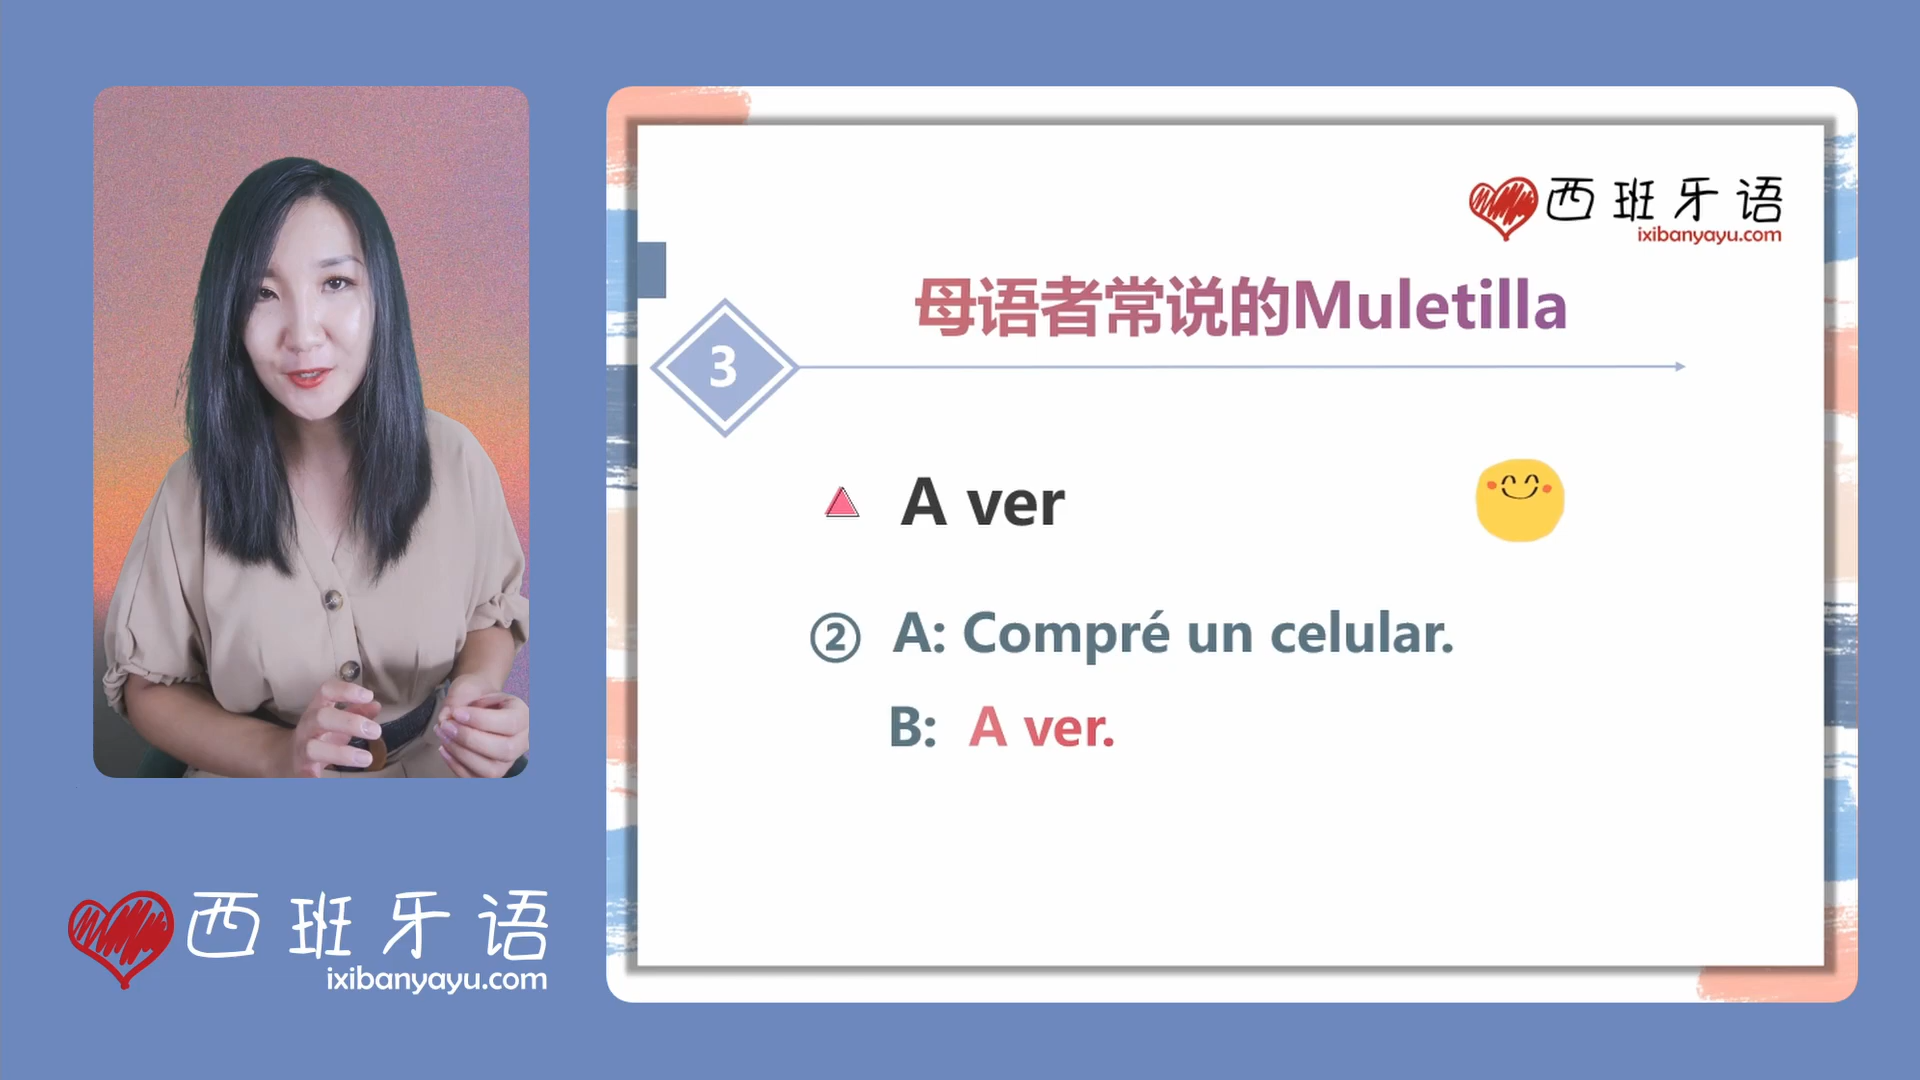 西班牙语
ixibanyayu.com
母语者常说的Muletilla
3
A ver
② A: Compré un celular.
B: A ver.
西班牙语
ixibanyayu.com